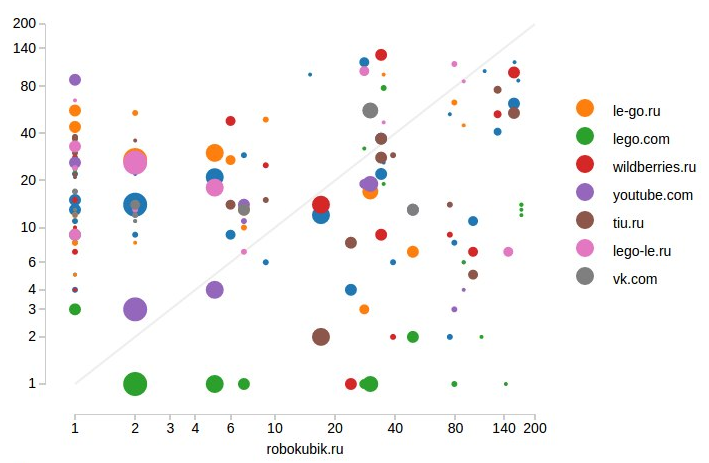 200
140
80
40
20
10
6
4
3
2
1
1 2 3 4 6 10 20 40 80 140 200
robokubik.ru
le-go.ru
lego.com
wildberries.ru
youtube.com
tiu.ru
lego-le.ru
vk.com